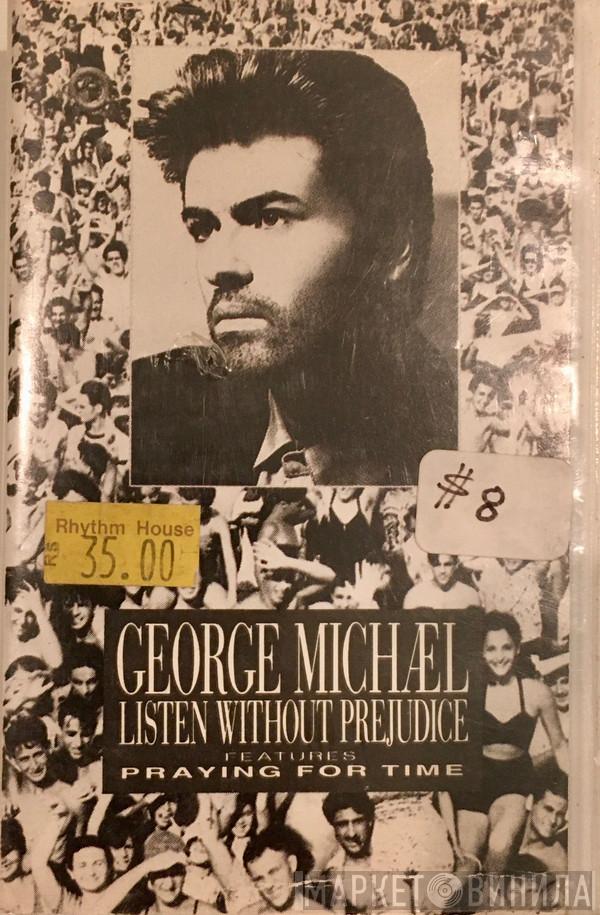 $8
Rhythm House
RS 35.00
GEORGE MICHÆL
LISTEN WITHOUT PREJUDICE
FEATURES
PRAYING FOR TIME
МАРКЕТ ВИНИЛА